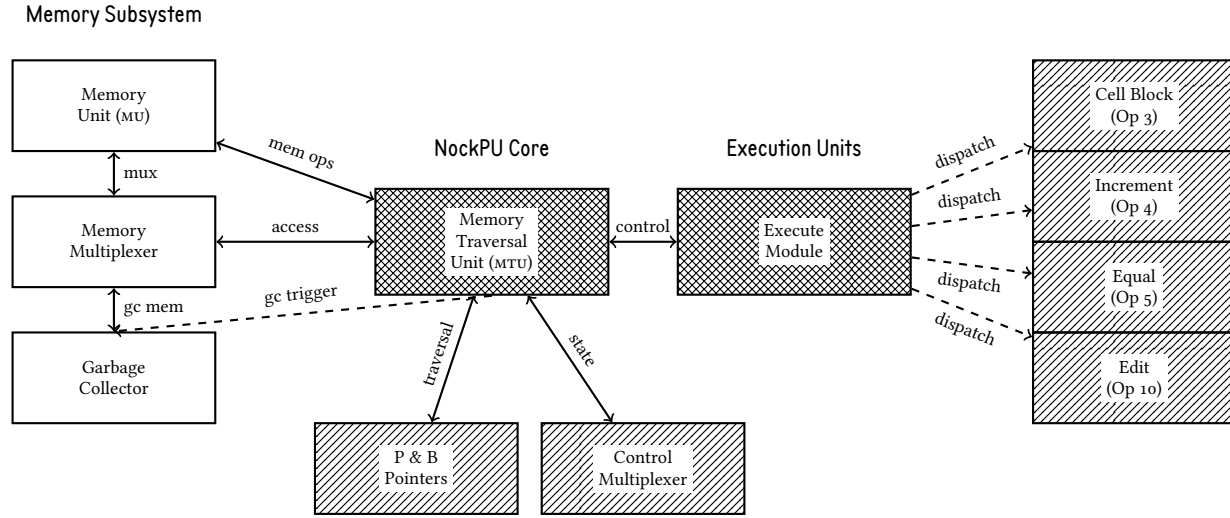 Memory Subsystem
Memory
Unit (MU)
mux
Memory
Multiplexer
gc mem
Garbage
Collector
mem ops
access
gc trigger
NockPU Core
Memory
Traversal
Unit (MTU)
traversal
state
P & B
Pointers
Control
Multiplexer
control
Execution Units
Execute
Module
dispatch
dispatch
dispatch
dispatch
Cell Block
(Op 3)
Increment
(Op 4)
Equal
(Op 5)
Edit
(Op 10)